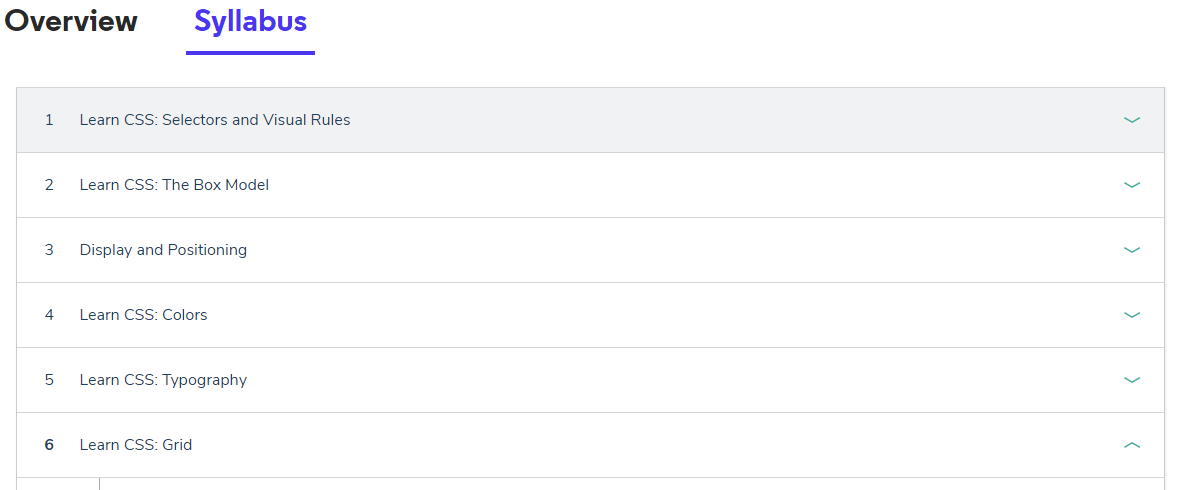 Overview Syllabus
1 Learn CSS: Selectors and Visual Rules
2 Learn CSS: The Box Model
3 Display and Positioning
4 Learn CSS: Colors
5 Learn CSS: Typography
6 Learn CSS: Grid